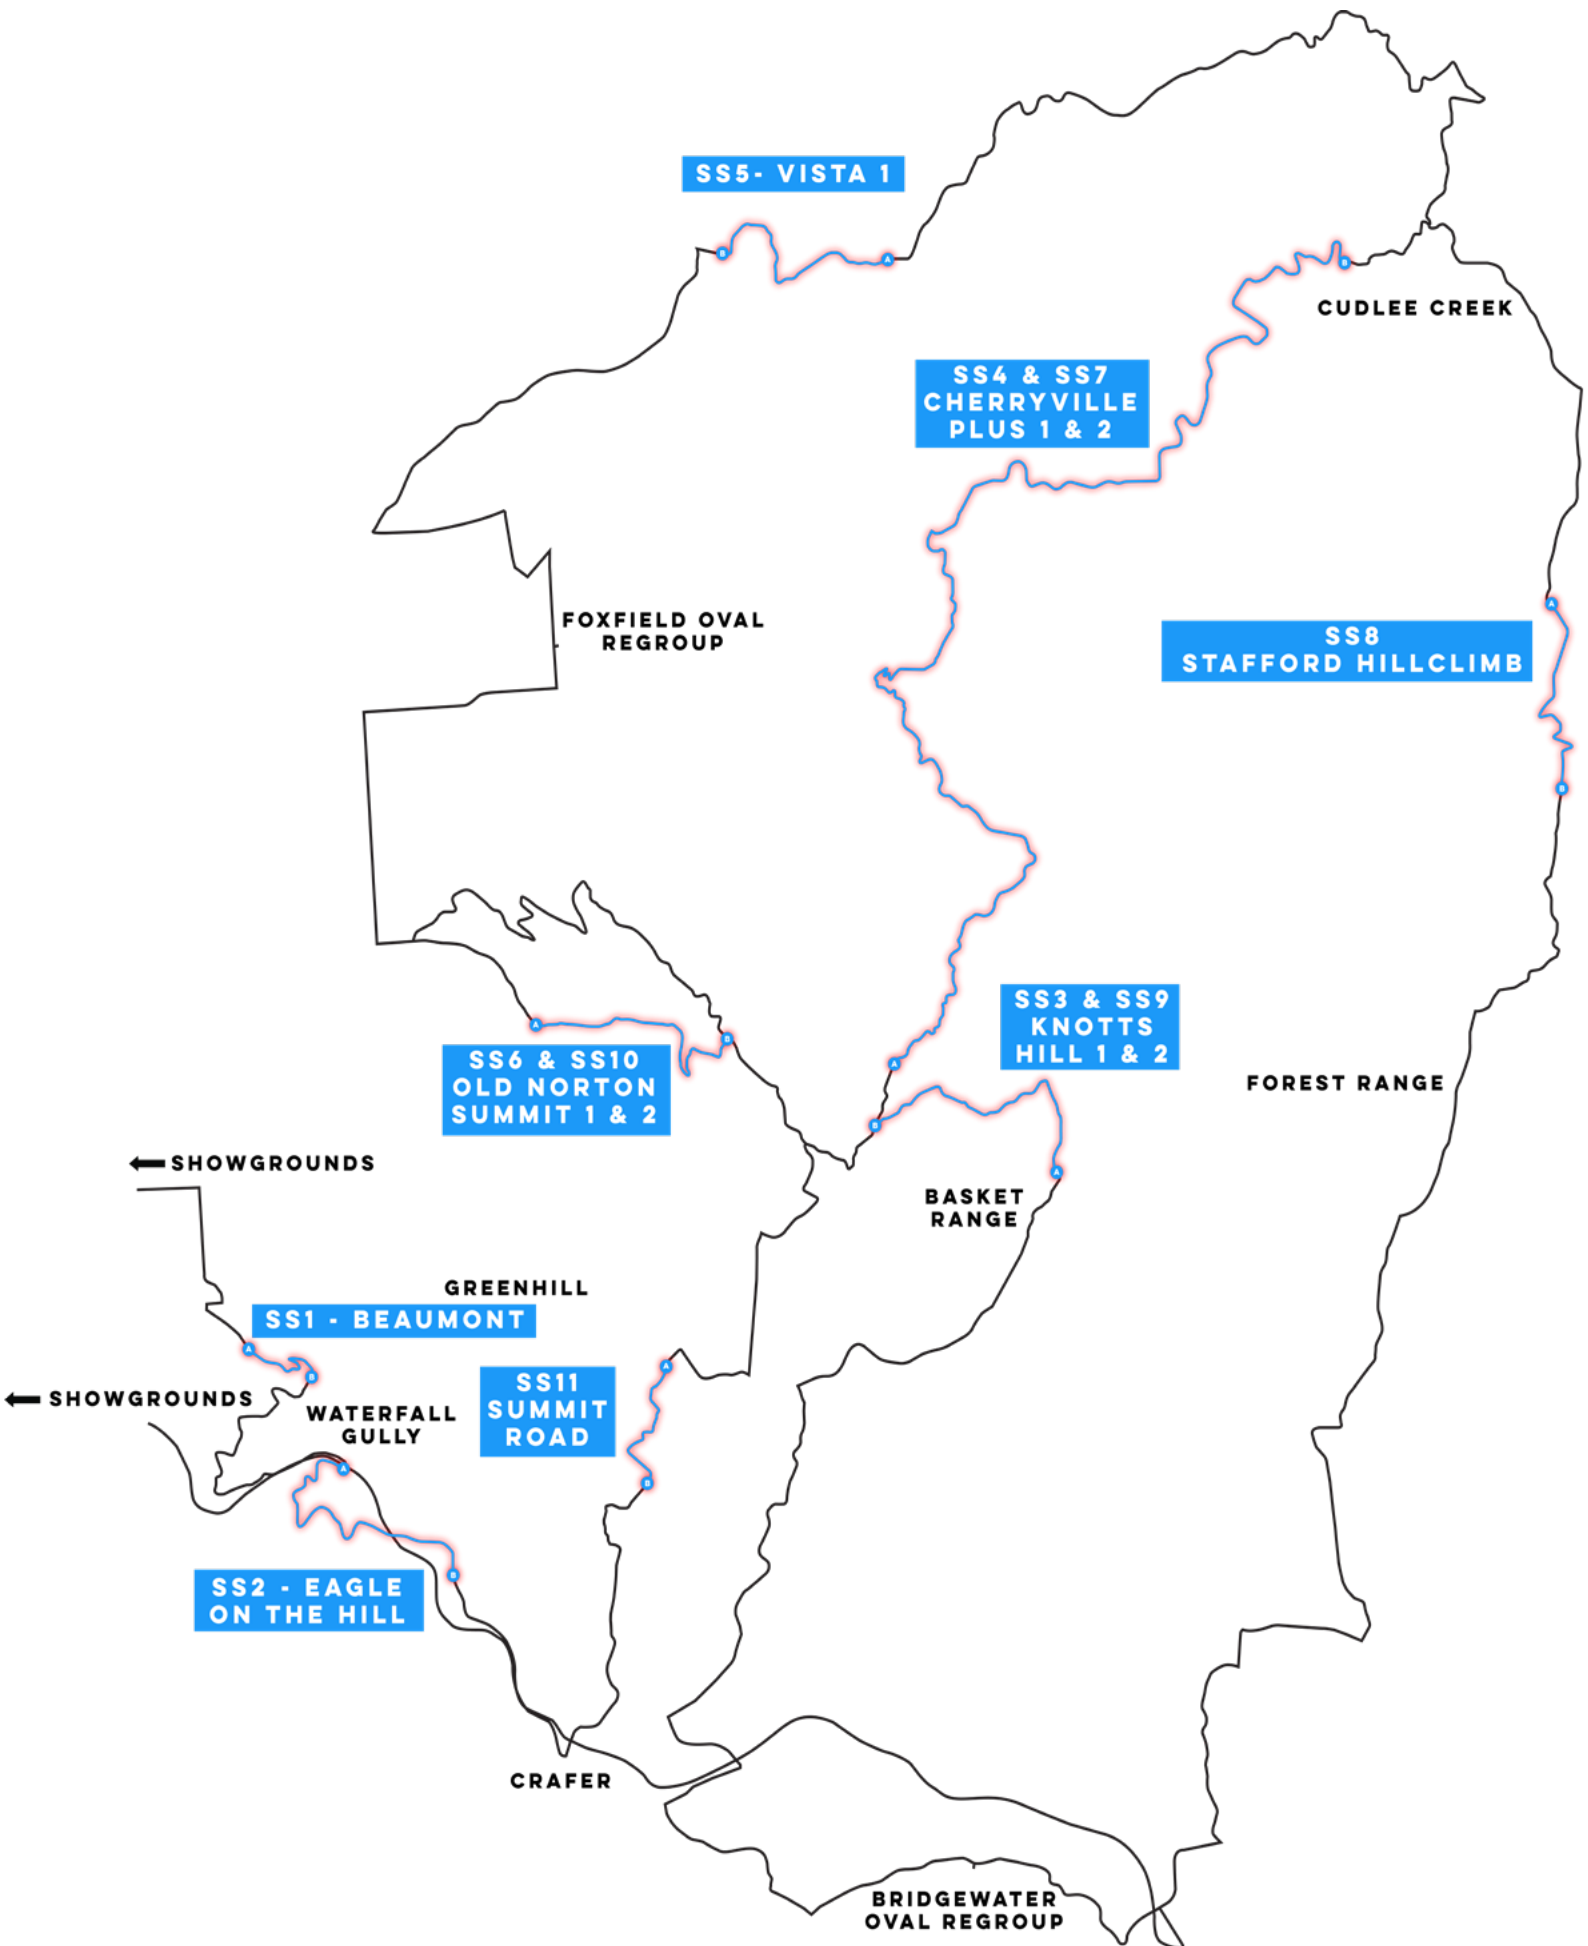 SS5- VISTA 1
B
A
B
CUDLEE CREEK
SS4 & SS7
CHERRYVILLE
PLUS 1 & 2
A
FOXFIELD OVAL
REGROUP
SS8
STAFFORD HILLCLIMB
B
SS3 & SS9
KNOTTS
HILL 1 & 2
A
B
SS6 & SS10
OLD NORTON
SUMMIT 1 & 2
A
FOREST RANGE
B
A
SHOWGROUNDS
BASKET
RANGE
GREENHILL
SS1 - BEAUMONT
A
B
A
SS11
SUMMIT
ROAD
SHOWGROUNDS
WATERFALL
GULLY
A
B
SS2 - EAGLE
ON THE HILL
B
CRAFER
BRIDGEWATER
OVAL REGROUP